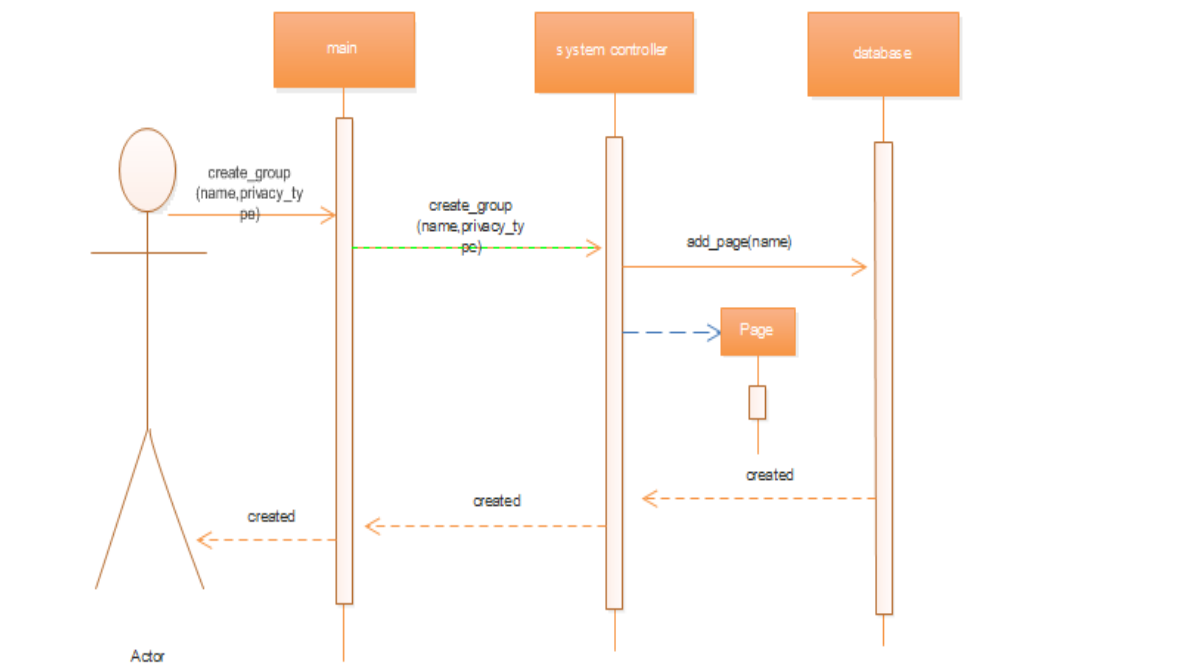 main
system controller
database
create_group
(name,privacy_ty
pe)
create_group
(name,privacy_ty
pe)
add_page(name)
Page
created
created
created
Actor